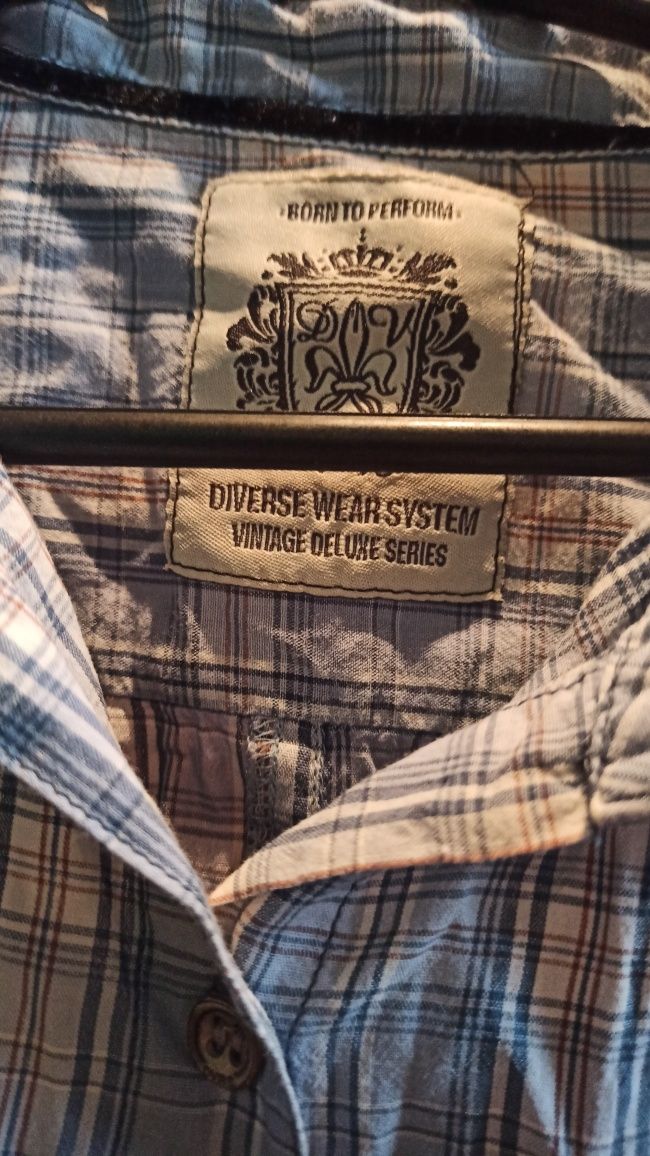 ·BORN TO PERFORM·
D V
DIVERSE WEAR SYSTEM
VINTAGE DELUXE SERIES